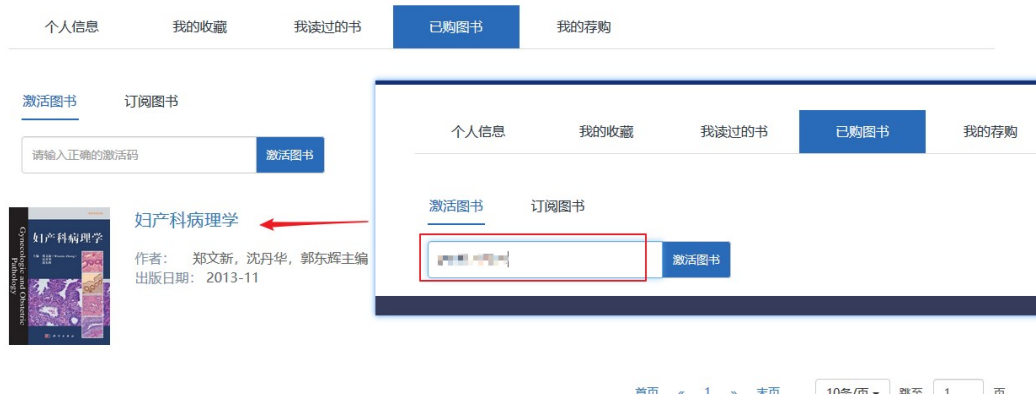 个人信息 我的收藏 我读过的书 已购图书 我的荐购
激活图书 订阅图书
请输入正确的激活码 激活图书
妇产科病理学
Gynecologic and Obstetric
Pathology
妇产科病理学
作者： 郑文新，沈丹华，郭东辉主编
出版日期： 2013-11
个人信息 我的收藏 我读过的书 已购图书 我的荐购
激活图书 订阅图书
激活图书
首页 « 1 » 末页 10条/页 跳至 1 页